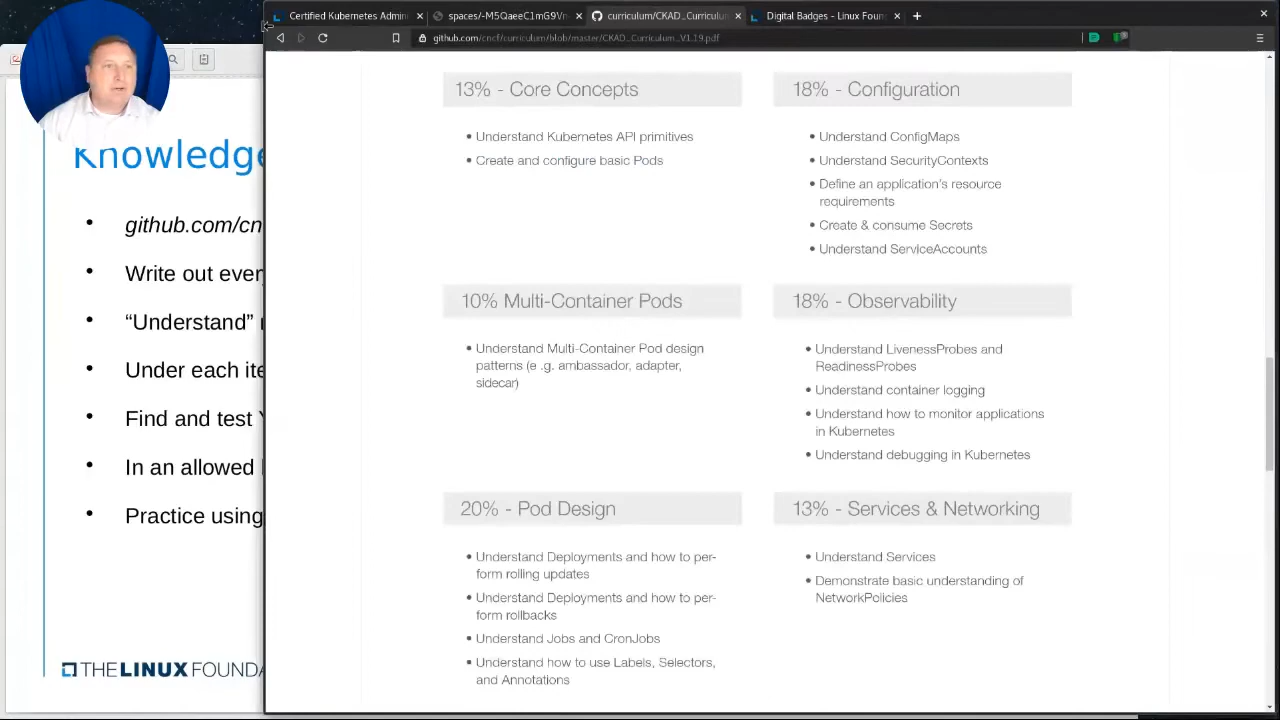 Certified Kubernetes Admin
spaces/-M5QaeeC1mG9V
curriculum/CKAD_Curriculum
Digital Badges - Linux Foun
github.com/cncf/curriculum/blob/master/CKAD_Curriculum_V1.19.pdf
Knowledge
github.com/cn
Write out ever
“Understand”
Under each ite
Find and test
In an allowed
Practice using
THE LINUX FOUNDA
13% - Core Concepts
• Understand Kubernetes API primitives
• Create and configure basic Pods
18% - Configuration
• Understand ConfigMaps
• Understand SecurityContexts
• Define an application's resource
requirements
• Create & consume Secrets
• Understand ServiceAccounts
10% Multi-Container Pods
• Understand Multi-Container Pod design
patterns (e .g. ambassador, adapter,
sidecar)
18% - Observability
• Understand LivenessProbes and
ReadinessProbes
• Understand container logging
• Understand how to monitor applications
in Kubernetes
• Understand debugging in Kubernetes
20% - Pod Design
• Understand Deployments and how to per-
form rolling updates
• Understand Deployments and how to per-
form rollbacks
• Understand Jobs and CronJobs
• Understand how to use Labels, Selectors,
and Annotations
13% - Services & Networking
• Understand Services
• Demonstrate basic understanding of
NetworkPolicies